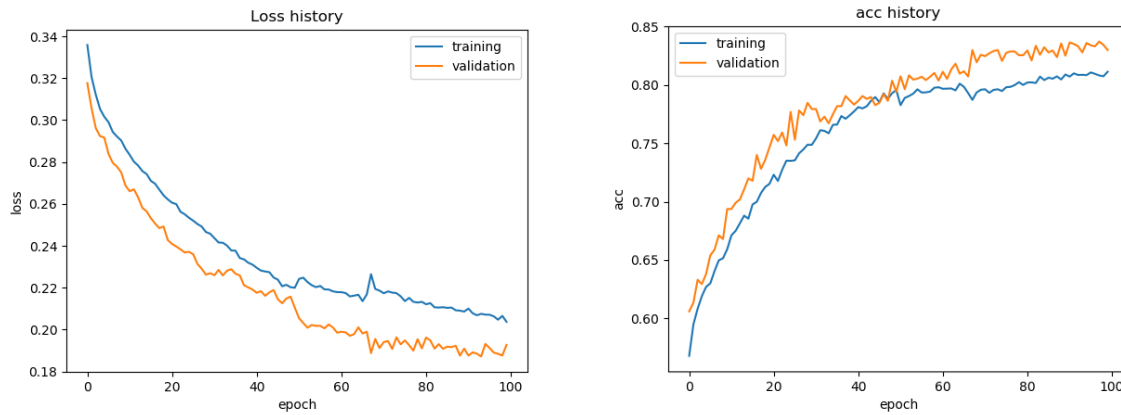 Loss history
0.34
0.32
0.30
0.28
0.26
0.24
0.22
0.20
0.18
loss
training
validation
0 20 40 60 80 100
epoch
acc history
0.85
0.80
0.75
0.70
0.65
0.60
acc
training
validation
0 20 40 60 80 100
epoch